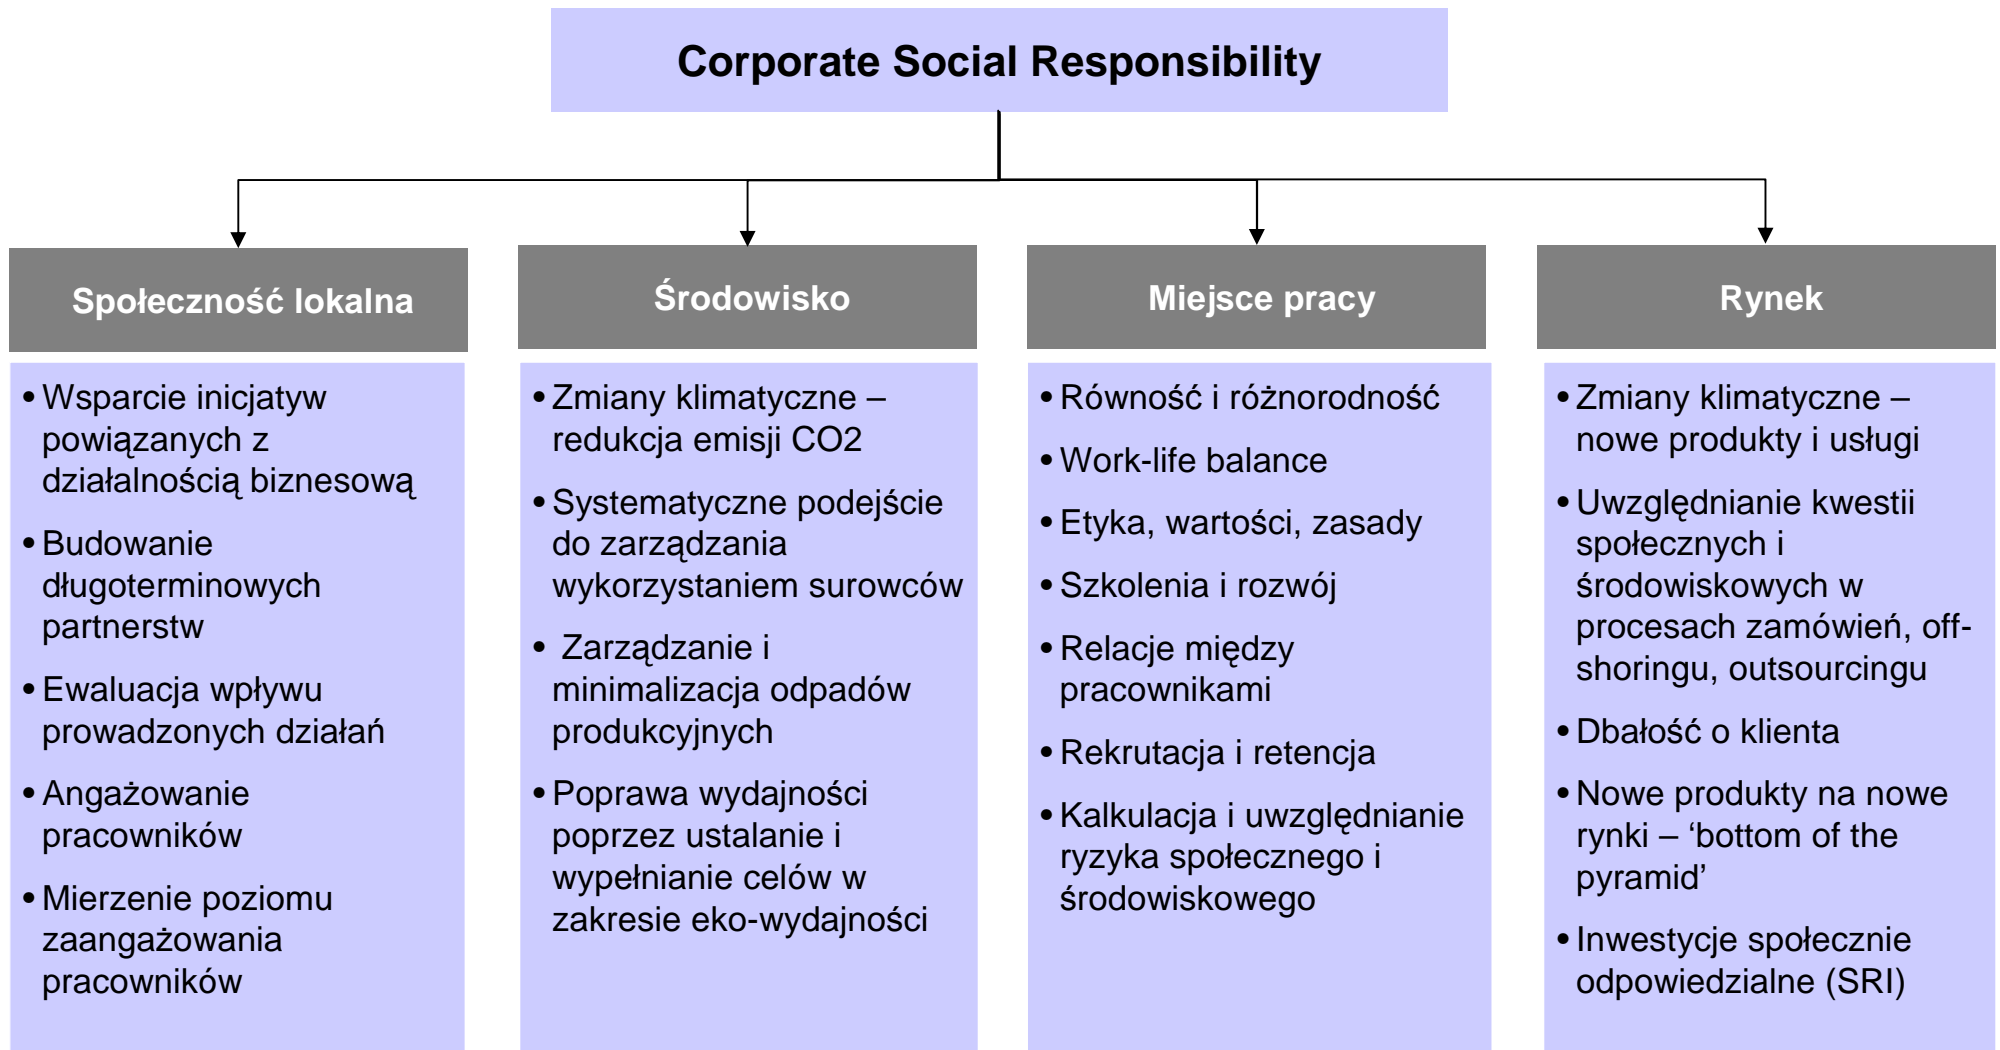 Corporate Social Responsibility
Społeczność lokalna
• Wsparcie inicjatyw
powiązanych z
działalnością biznesową
• Budowanie
długoterminowych
partnerstw
• Ewaluacja wpływu
prowadzonych działań
• Angażowanie
pracowników
• Mierzenie poziomu
zaangażowania
pracowników
Środowisko
• Zmiany klimatyczne –
redukcja emisji CO2
• Systematyczne podejście
do zarządzania
wykorzystaniem surowców
• Zarządzanie i
minimalizacja odpadów
produkcyjnych
• Poprawa wydajności
poprzez ustalanie i
wypełnianie celów w
zakresie eko-wydajności
Miejsce pracy
• Równość i różnorodność
• Work-life balance
• Etyka, wartości, zasady
• Szkolenia i rozwój
• Relacje między
pracownikami
• Rekrutacja i retencja
• Kalkulacja i uwzględnianie
ryzyka społecznego i
środowiskowego
Rynek
• Zmiany klimatyczne –
nowe produkty i usługi
• Uwzględnianie kwestii
społecznych i
środowiskowych w
procesach zamówień, off-
shoringu, outsourcingu
• Dbałość o klienta
• Nowe produkty na nowe
rynki – ‘bottom of the
pyramid’
• Inwestycje społecznie
odpowiedzialne (SRI)